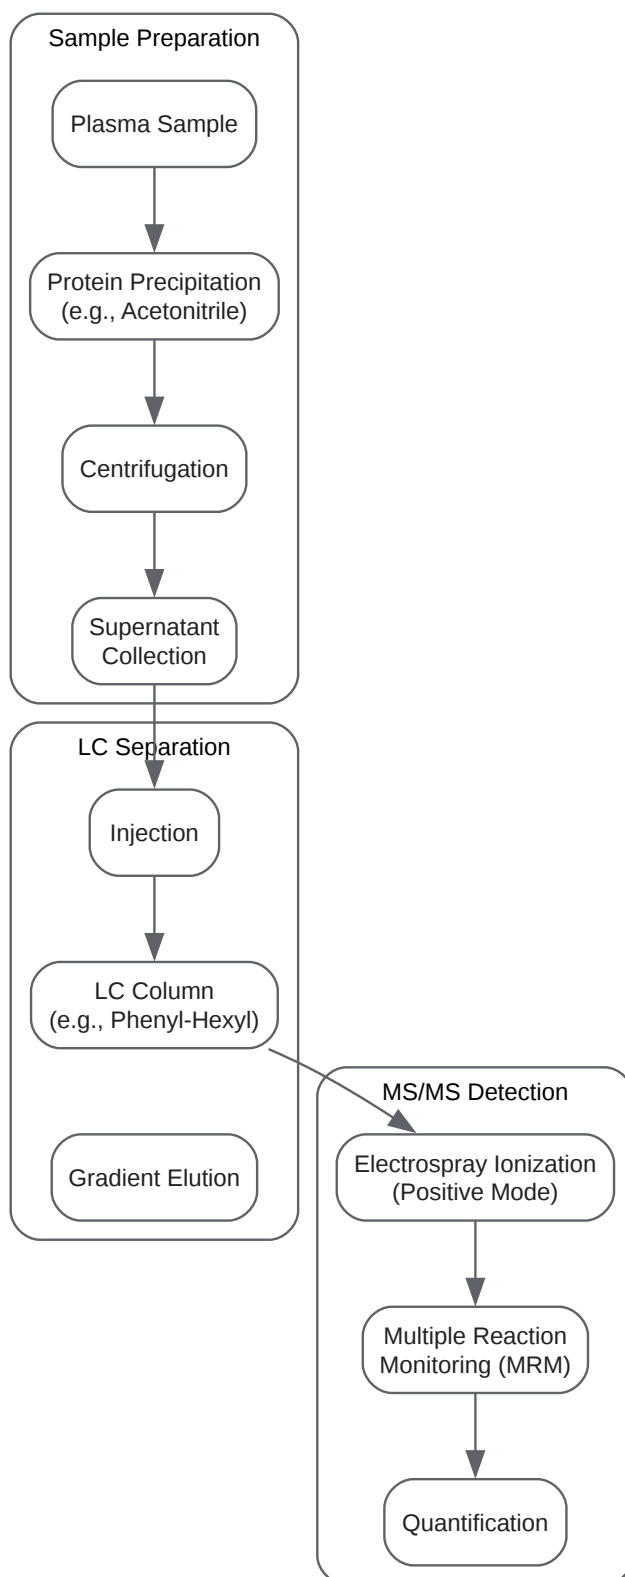 Sample Preparation
Plasma Sample
Protein Precipitation
(e.g., Acetonitrile)
Centrifugation
Supernatant
Collection
LC Separation
Injection
LC Column
(e.g., Phenyl-Hexyl)
Gradient Elution
MS/MS Detection
Electrospray Ionization
(Positive Mode)
Multiple Reaction
Monitoring (MRM)
Quantification